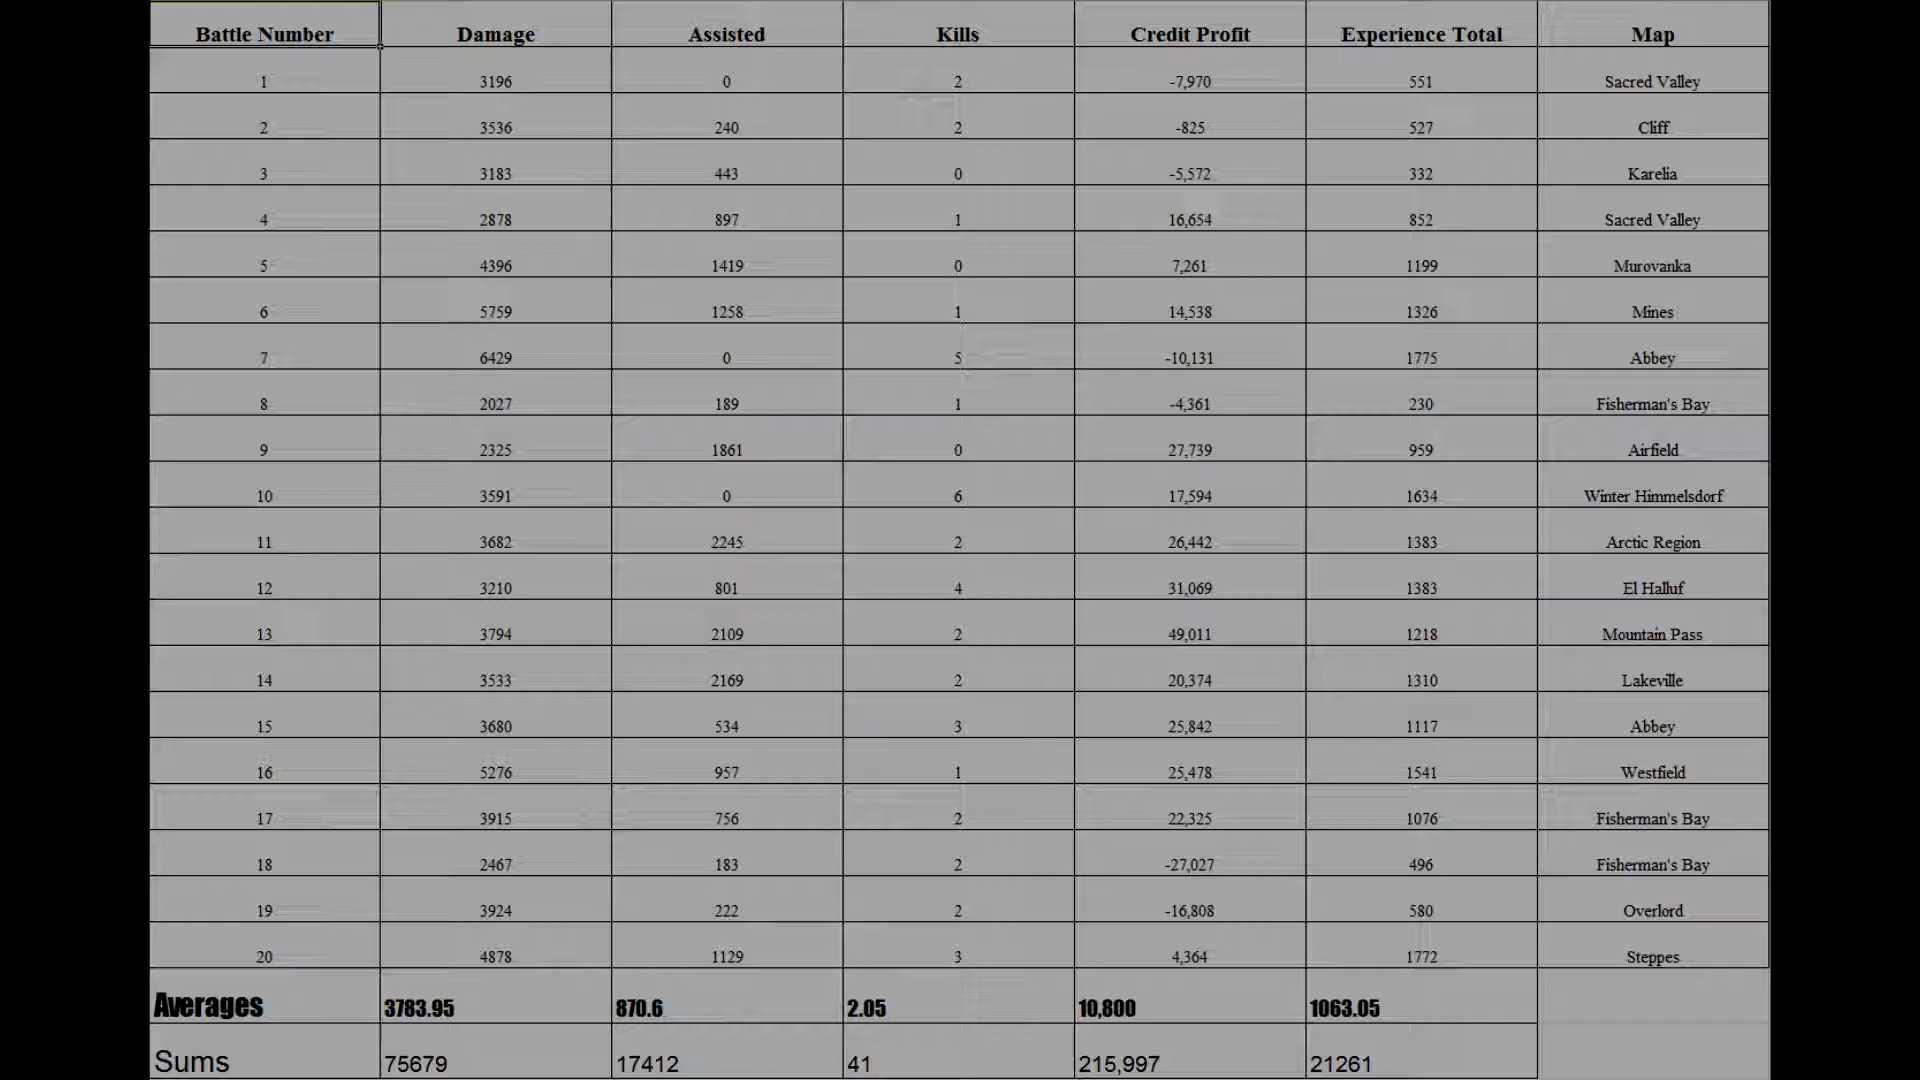 Battle Number Damage Assisted Kills Credit Profit Experience Total Map
1 3196 0 2 -7,970 551 Sacred Valley
2 3536 240 2 -825 527 Cliff
3 3183 443 0 -5,572 332 Karelia
4 2878 897 1 16,654 852 Sacred Valley
5 4396 1419 0 7,261 1199 Murovanka
6 5759 1258 1 14,538 1326 Mines
7 6429 0 5 -10,131 1775 Abbey
8 2027 189 1 -4,361 230 Fisherman's Bay
9 2325 1861 0 27,739 959 Airfield
10 3591 0 6 17,594 1634 Winter Himmelsdorf
11 3682 2245 2 26,442 1383 Arctic Region
12 3210 801 4 31,069 1383 El Halluf
13 3794 2109 2 49,011 1218 Mountain Pass
14 3533 2169 2 20,374 1310 Lakeville
15 3680 534 3 25,842 1117 Abbey
16 5276 957 1 25,478 1541 Westfield
17 3915 756 2 22,325 1076 Fisherman's Bay
18 2467 183 2 -27,027 496 Fisherman's Bay
19 3924 222 2 -16,808 580 Overlord
20 4878 1129 3 4,364 1772 Steppes
Averages 3783.95 870.6 2.05 10,800 1063.05
Sums 75679 17412 41 215,997 21261